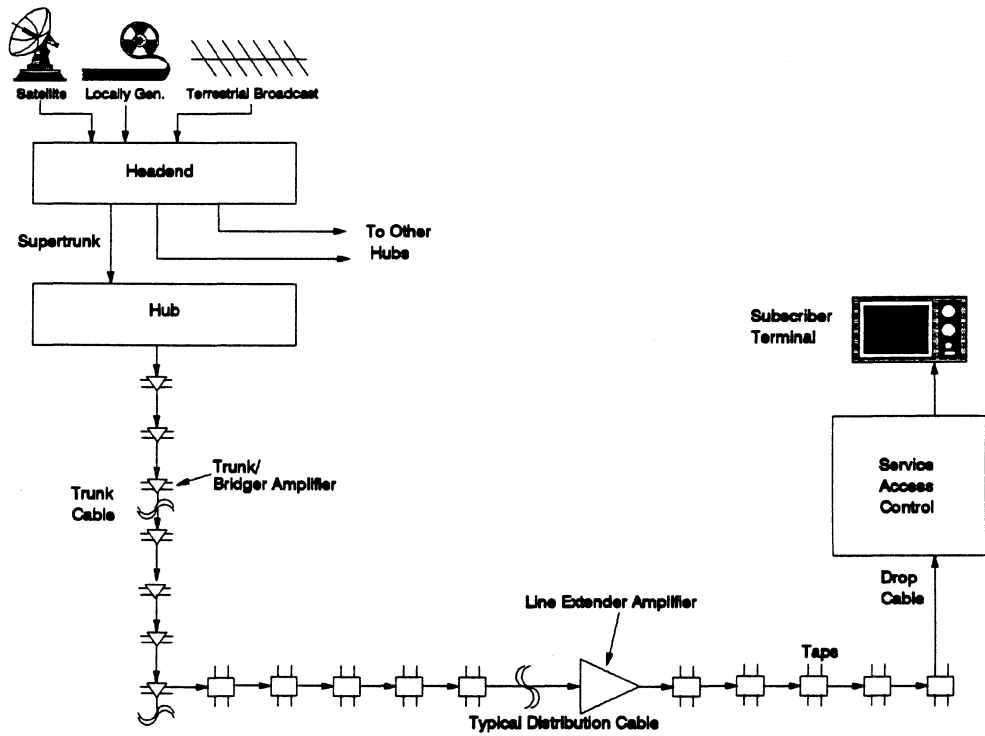 Satellite
Locally Gen.
Terrestrial Broadcast
Headend
Supertrunk
To Other
Hubs
Hub
Subscriber
Terminal
Trunk/
Bridger Amplifier
Trunk
Cable
Service
Access
Control
Drop
Cable
Line Extender Amplifier
Taps
Typical Distribution Cable